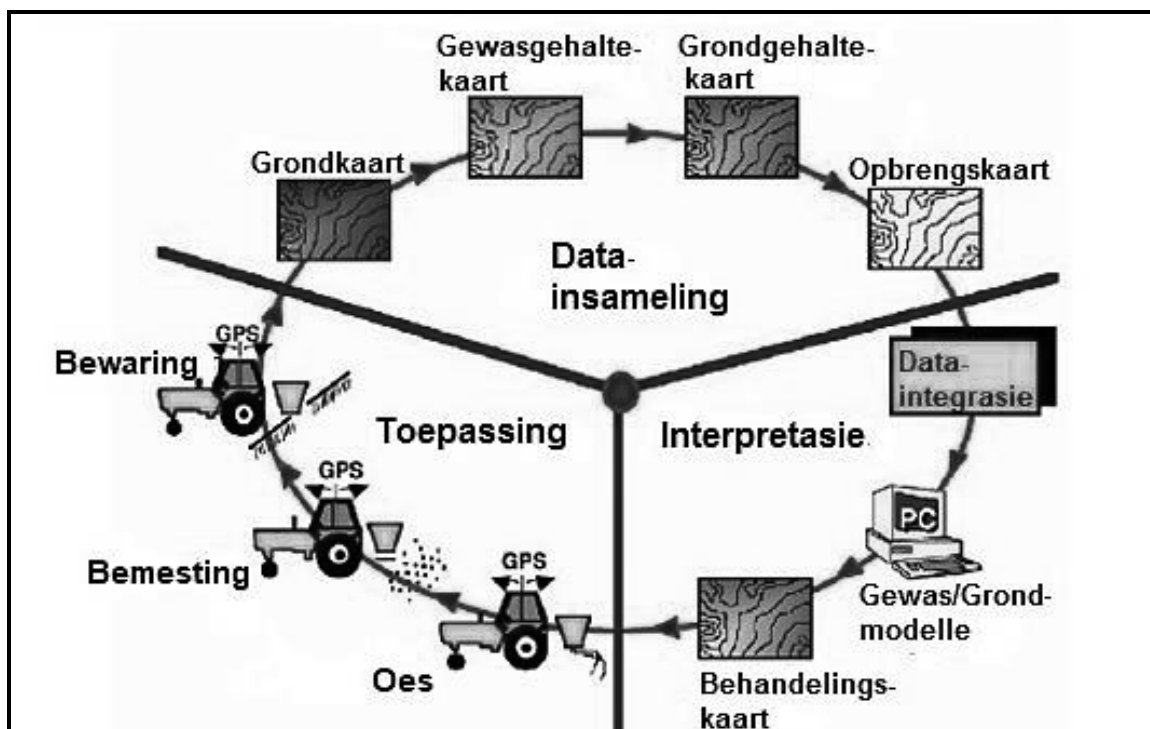 Gewasgehalte-
kaart
Grondgehalte-
kaart
Grondkaart
Opbrengskaart
Data-
insameling
GPS
Bewaring
Data-
integrasie
Toepassing
Interpretasie
GPS
PC
Bemesting
GPS
Gewas/Grond-
modelle
Oes
Behandelings-
kaart